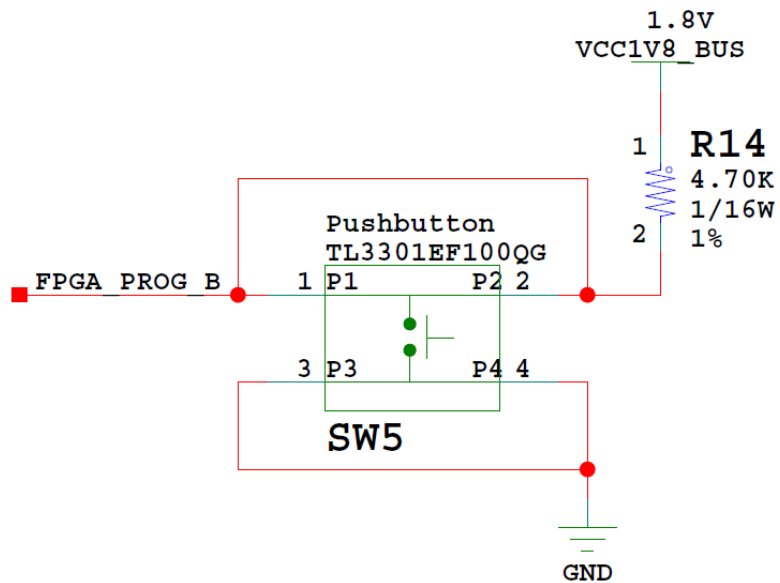 1.8V
VCC1V8_BUS
1
R14
4.70K
1/16W
2
1%
Pushbutton
TL3301EF100QG
FPGA_PROG_B
1 P1
P2 2
3 P3
P4 4
SW5
GND